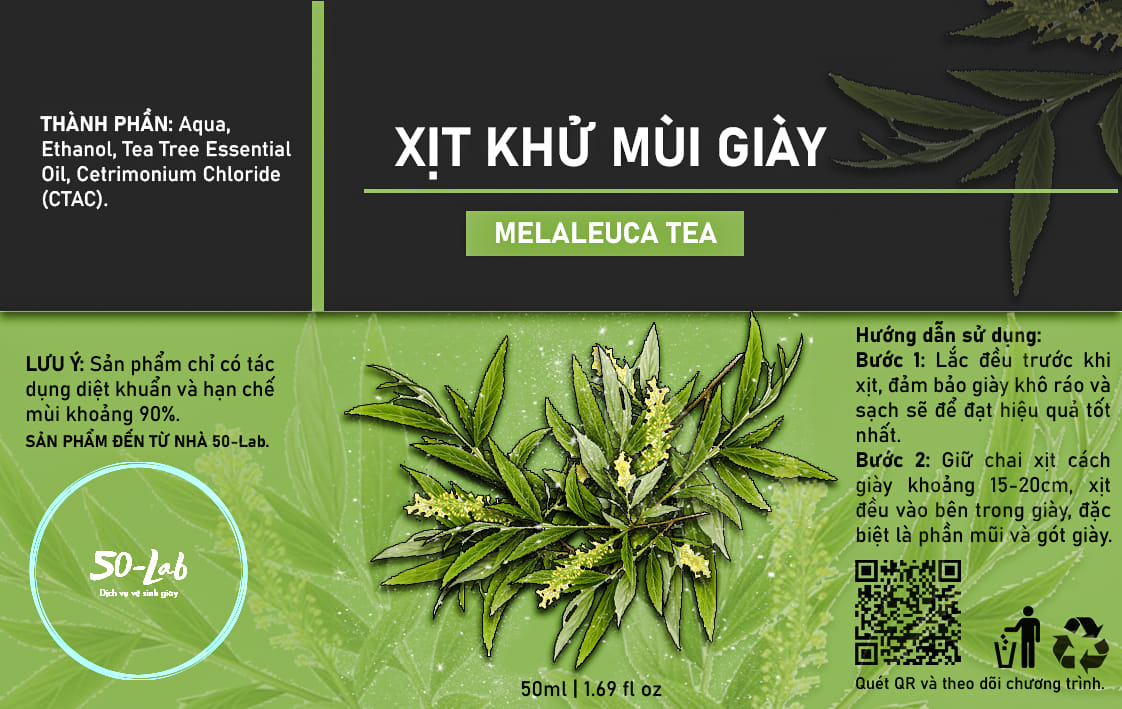 THÀNH PHẦN: Aqua,
Ethanol, Tea Tree Essential
Oil, Cetrimonium Chloride
(CTAC).
XỊT KHỬ MÙI GIÀY
MELALEUCA TEA
LƯU Ý: Sản phẩm chỉ có tác
dụng diệt khuẩn và hạn chế
mùi khoảng 90%.
SẢN PHẨM ĐẾN TỪ NHÀ 50-Lab.
50-Lab
Dịch vụ vệ sinh giày
50ml | 1.69 fl oz
Hướng dẫn sử dụng:
Bước 1: Lắc đều trước khi
xịt, đảm bảo giày khô ráo và
sạch sẽ để đạt hiệu quả tốt
nhất.
Bước 2: Giữ chai xịt cách
giày khoảng 15-20cm, xịt
đều vào bên trong giày, đặc
biệt là phần mũi và gót giày.
Quét QR và theo dõi chương trình.